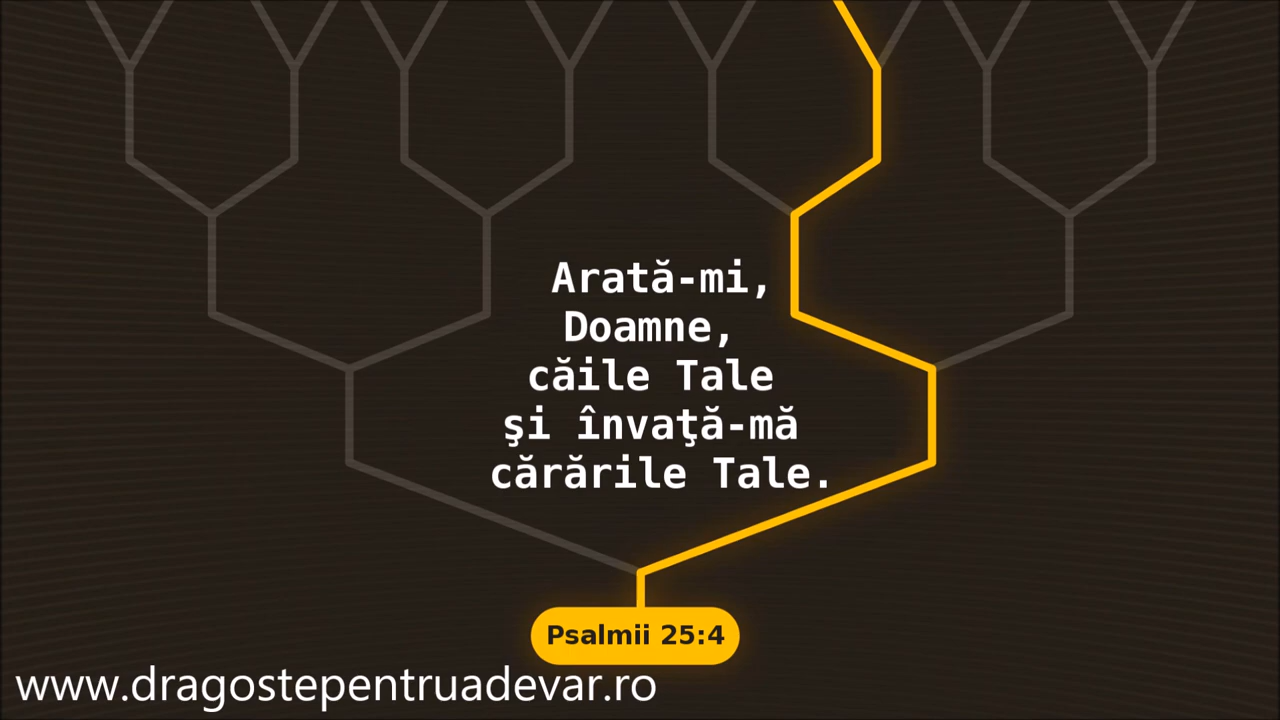 Arată-mi,
Doamne,
căile Tale
şi învaţă-mă
cărările Tale.
Psalmii 25:4
www.dragostepentruadevar.ro